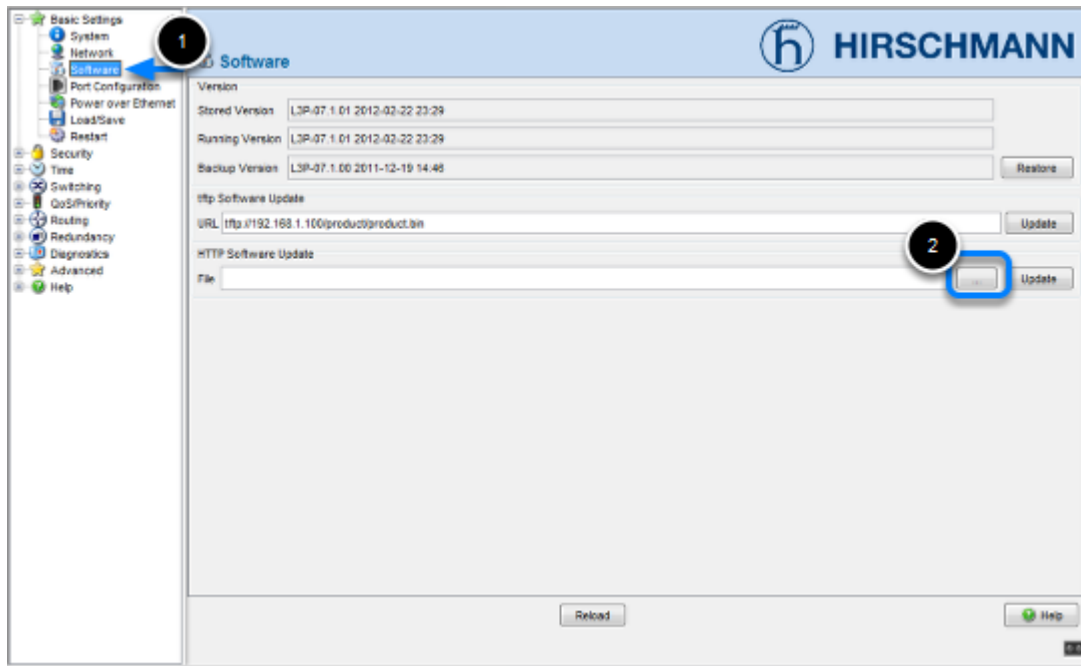 Basic Settings
System
Network
Software
Port Configuration
Power over Ethernet
Load/Save
Restart
Security
Time
Switching
QoS/Priority
Routing
Redundancy
Diagnostics
Advanced
Help
1
Software
HIRSCHMANN
Version
Stored Version L3P-07.1.01 2012-02-22 23:29
Running Version L3P-07.1.01 2012-02-22 23:29
Backup Version L3P-07.1.00 2011-12-19 14:46 Restore
tftp Software Update
URL tftp://192.168.1.100/product/product.bin Update
2
HTTP Software Update
File ... Update
Reload
Help